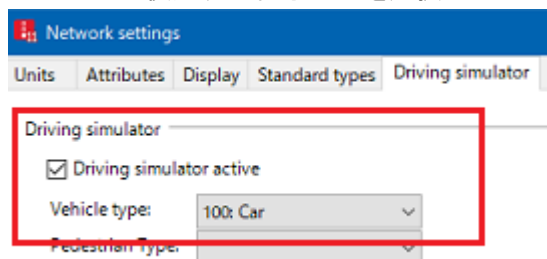 Network settings
Units Attributes Display Standard types Driving simulator
Driving simulator
Driving simulator active
Vehicle type: 100: Car
Pedestrian Type: